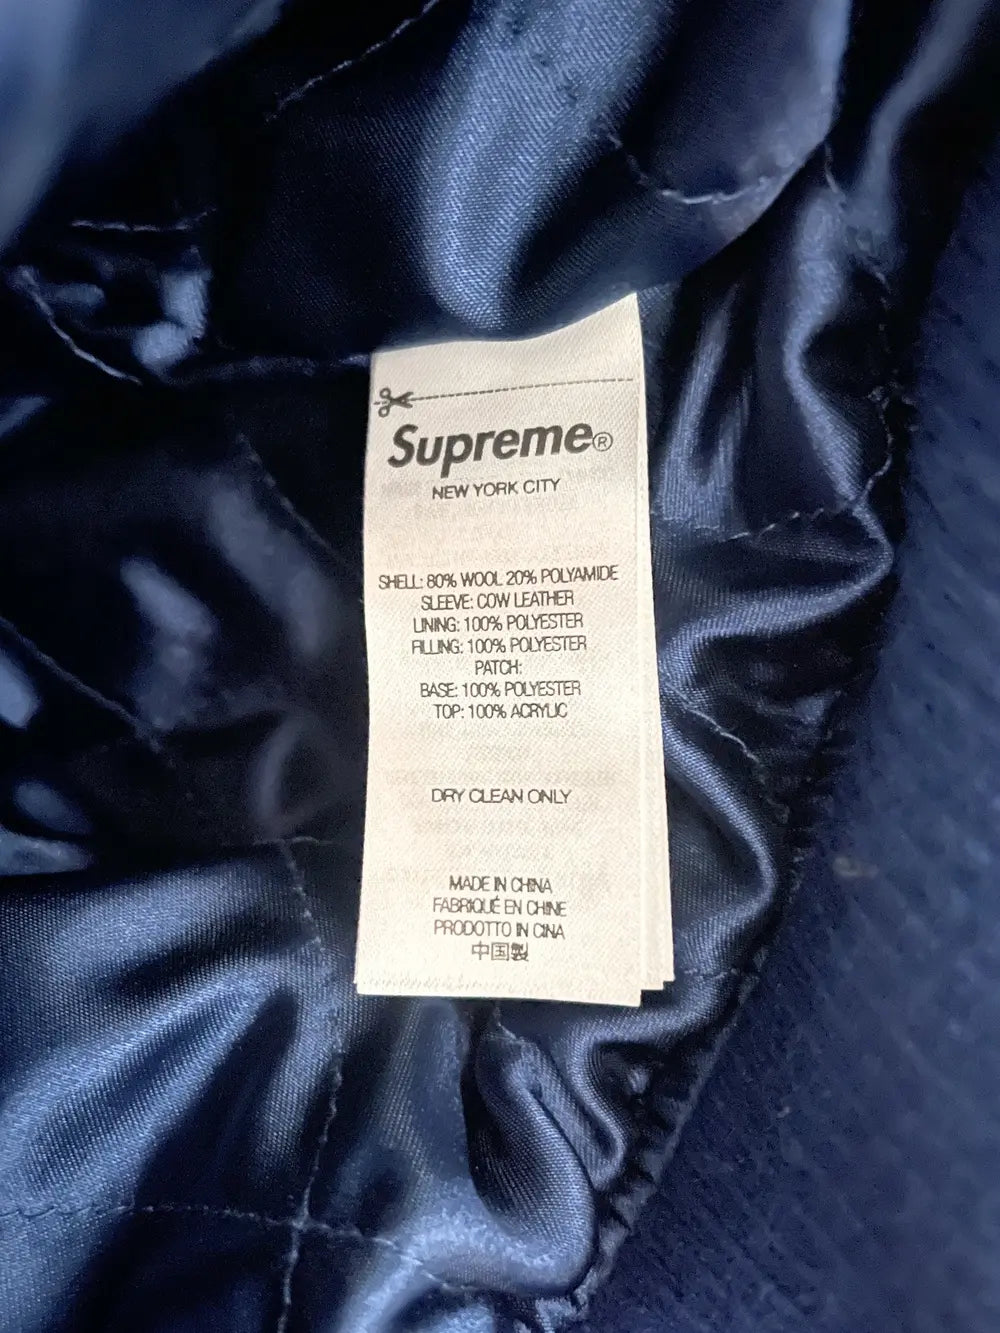 Supreme®
NEW YORK CITY
SHELL: 80% WOOL 20% POLYAMIDE
SLEEVE: COW LEATHER
LINING: 100% POLYESTER
FILLING: 100% POLYESTER
PATCH:
BASE: 100% POLYESTER
TOP: 100% ACRYLIC
DRY CLEAN ONLY
MADE IN CHINA
FABRIQUÉ EN CHINE
PRODOTTO IN CINA
中国製